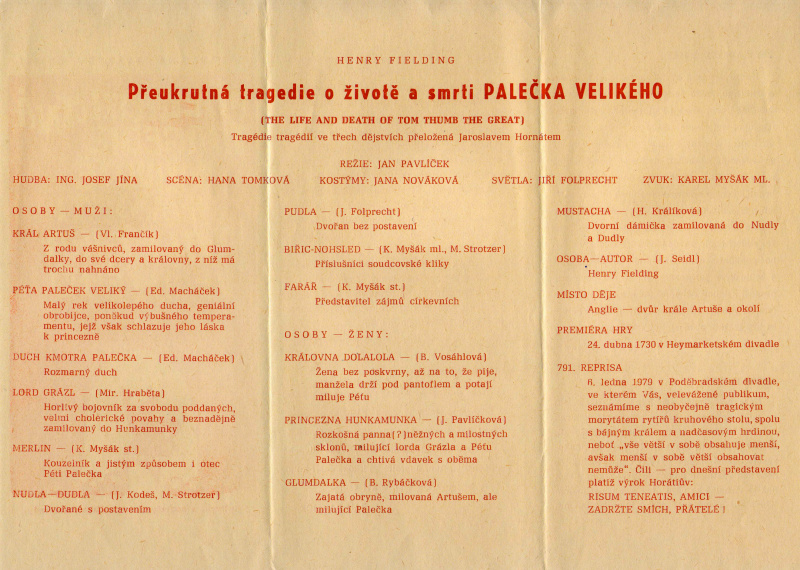 HENRY FIELDING
Přeukrutná tragedie o životě a smrti PALEČKA VELIKÉHO
(THE LIFE AND DEATH OF TOM THUMB THE GREAT)
Tragédie tragédií ve třech dějstvích přeložená Jaroslavem Hornátem
REŽIE: JAN PAVLÍČEK
HUDBA: ING. JOSEF JÍNA SCÉNA: HANA TOMKOVÁ KOSTÝMY: JANA NOVÁKOVÁ SVĚTLA: JIŘÍ FOLPRECHT ZVUK: KAREL MYŠÁK ML.
OSOBY — MUŽI:
KRÁL ARTUŠ — (Vl. Frančík)
Z rodu vášnivců, zamilovaný do Glum-
dalky, do své dcery a královny, z níž má
trochu nahnáno
PÉŤA PALEČEK VELIKÝ — (Ed. Macháček)
Malý rek velikolepého ducha, geniální
obrobijce, poněkud výbušného tempera-
mentu, jejž však schlazuje jeho láska
k princezně
DUCH KMOTRA PALEČKA — (Ed. Macháček)
Rozmarný duch
LORD GRÁZL — (Mir. Hraběta)
Horlivý bojovník za svobodu poddaných,
velmi cholerické povahy a beznadějně
zamilovaný do Henkamunky
MERLIN — (K. Myšák st.)
Kouzelník a jistým způsobem i otec
Péti Palečka
NUDLA—DUDLA — (J. Kodeš, M. Strotzer)
Dvořané s postavením
PUDLA — (J. Folprecht)
Dvořan bez postavení
BIŘIC-NOHSLED — (K. Myšák ml., M. Strotzer)
Příslušníci soudcovské kliky
FARÁŘ — (K. Myšák st.)
Představitel zájmů církevních
OSOBY — ŽENY:
KRÁLOVNA DOLALOLA — (B. Vosáhlová)
Žena bez poskvrny, až na to, že pije,
manžela drží pod pantoflem a potají
miluje Péťu
PRINCEZNA HUNKAMUNKA — (J. Pavlíčková)
Rozkošná panna(?)něžných a milostných
sklonů, milující lorda Grázla a Péťu
Palečka a chtivá vdavek s oběma
GLUMDALKA — (B. Rybáčková)
Zajatá obryně, milovaná Artušem, ale
milující Palečka
MUSTACHA — (H. Králíková)
Dvorní dámička zamilovaná do Nudly
a Dudly
OSOBA—AUTOR — (J. Seidl)
Henry Fielding
MÍSTO DĚJE
Anglie — dvůr krále Artuše a okolí
PREMIÉRA HRY
24. dubna 1730 v Heymarketském divadle
791. REPRISA
6. ledna 1979 v Poděbradském divadle,
ve kterém Vás, velevážené publikum,
seznámíme s neobyčejně tragickým
morytátem rytířů kruhového stolu, spolu
s bájným králem a nadčasovým hrdinou,
neboť „vše větší v sobě obsahuje menší,
avšak menší v sobě větší obsahovat
nemůže“. Čili — pro dnešní představení
platiž výrok Horátiův:
RISUM TENEATIS, AMICI —
ZADRŽTE SMÍCH, PŘÁTELÉ!